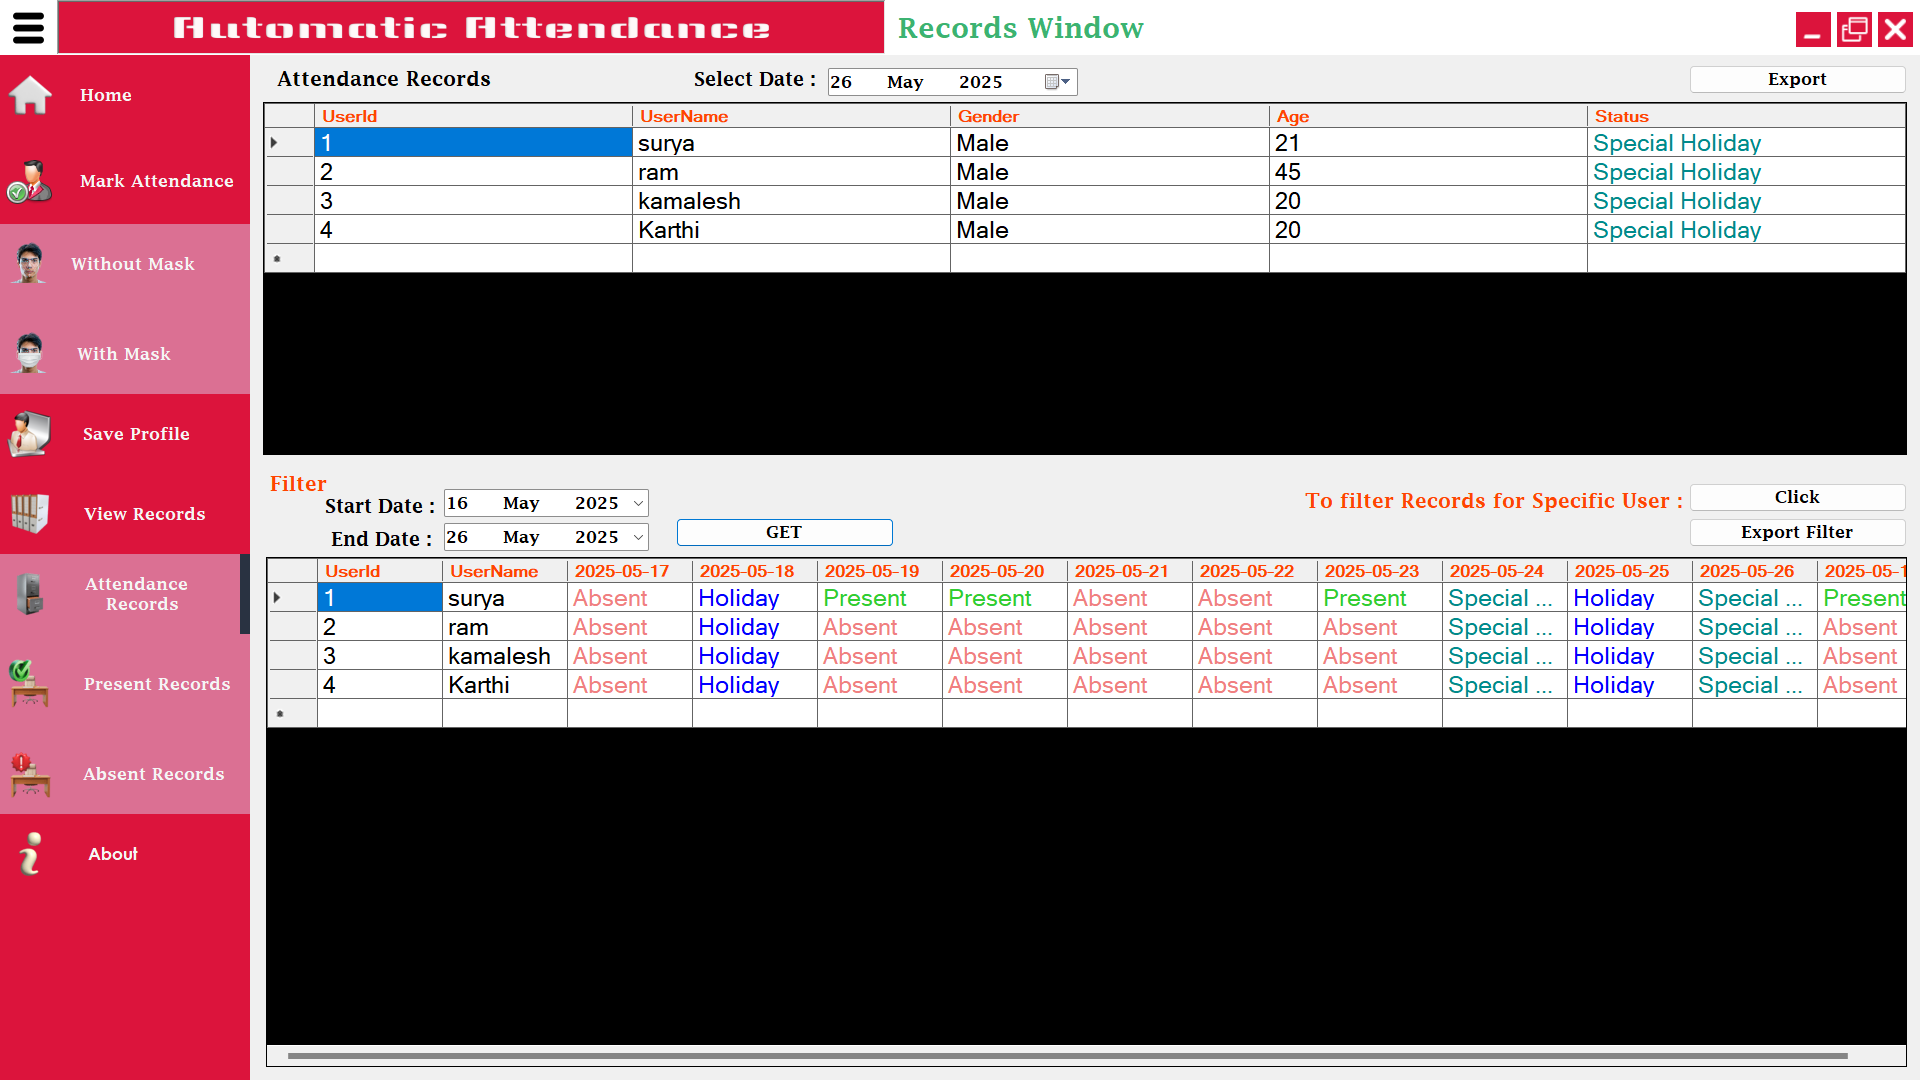 Automatic Attendance
Records Window
Home
Mark Attendance
Without Mask
With Mask
Save Profile
View Records
Attendance
Records
Present Records
Absent Records
About
Attendance Records
Select Date : 26 May 2025
Export
UserId UserName Gender Age Status
1 surya Male 21 Special Holiday
2 ram Male 45 Special Holiday
3 kamalesh Male 20 Special Holiday
4 Karthi Male 20 Special Holiday
Filter
Start Date : 16 May 2025
End Date : 26 May 2025
GET
To filter Records for Specific User : Click
Export Filter
UserId UserName 2025-05-17 2025-05-18 2025-05-19 2025-05-20 2025-05-21 2025-05-22 2025-05-23 2025-05-24 2025-05-25 2025-05-26 2025-05-1
1 surya Absent Holiday Present Present Absent Absent Present Special ... Holiday Special ... Present
2 ram Absent Holiday Absent Absent Absent Absent Absent Special ... Holiday Special ... Absent
3 kamalesh Absent Holiday Absent Absent Absent Absent Absent Special ... Holiday Special ... Absent
4 Karthi Absent Holiday Absent Absent Absent Absent Absent Special ... Holiday Special ... Absent